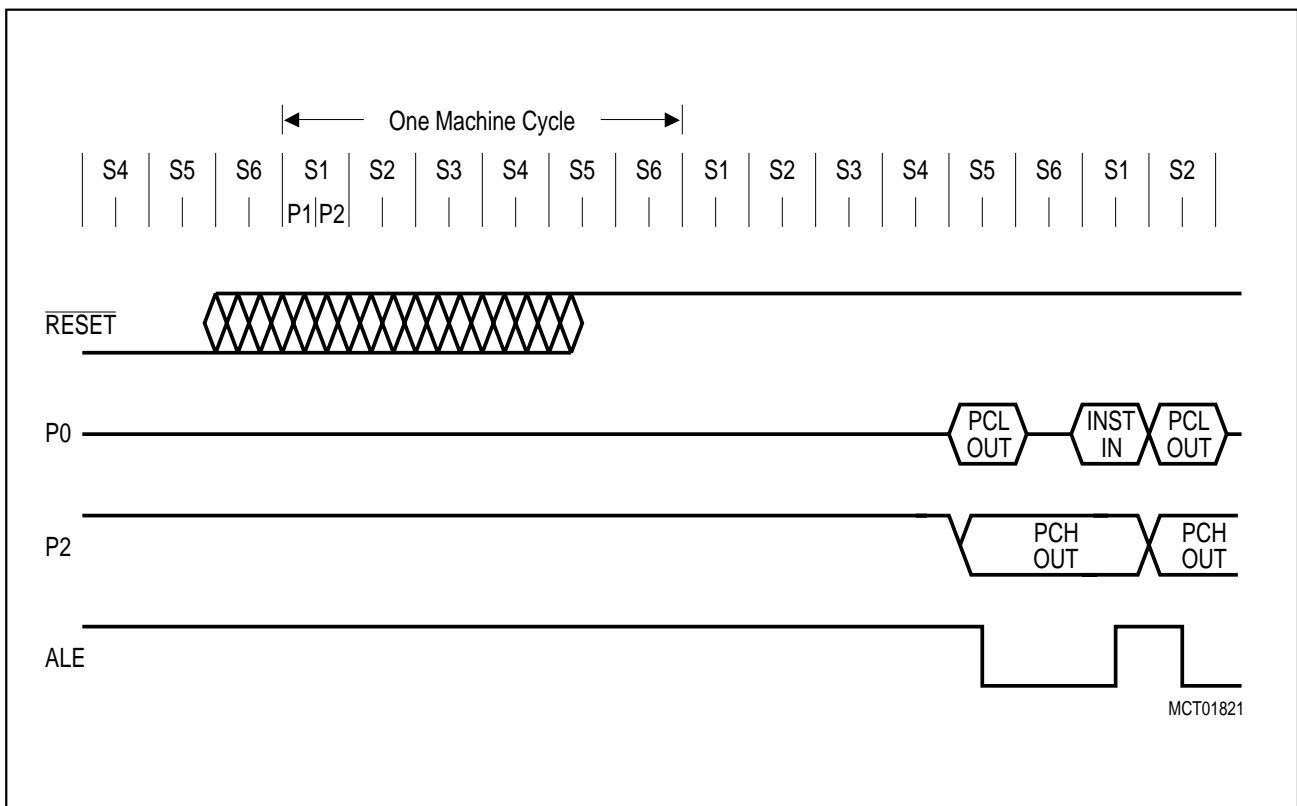 One Machine Cycle
S4 S5 S6 S1 S2 S3 S4 S5 S6 S1 S2 S3 S4 S5 S6 S1 S2
P1 P2
RESET
P0
PCL OUT
INST IN
PCL OUT
P2
PCH OUT
PCH OUT
ALE
MCT01821